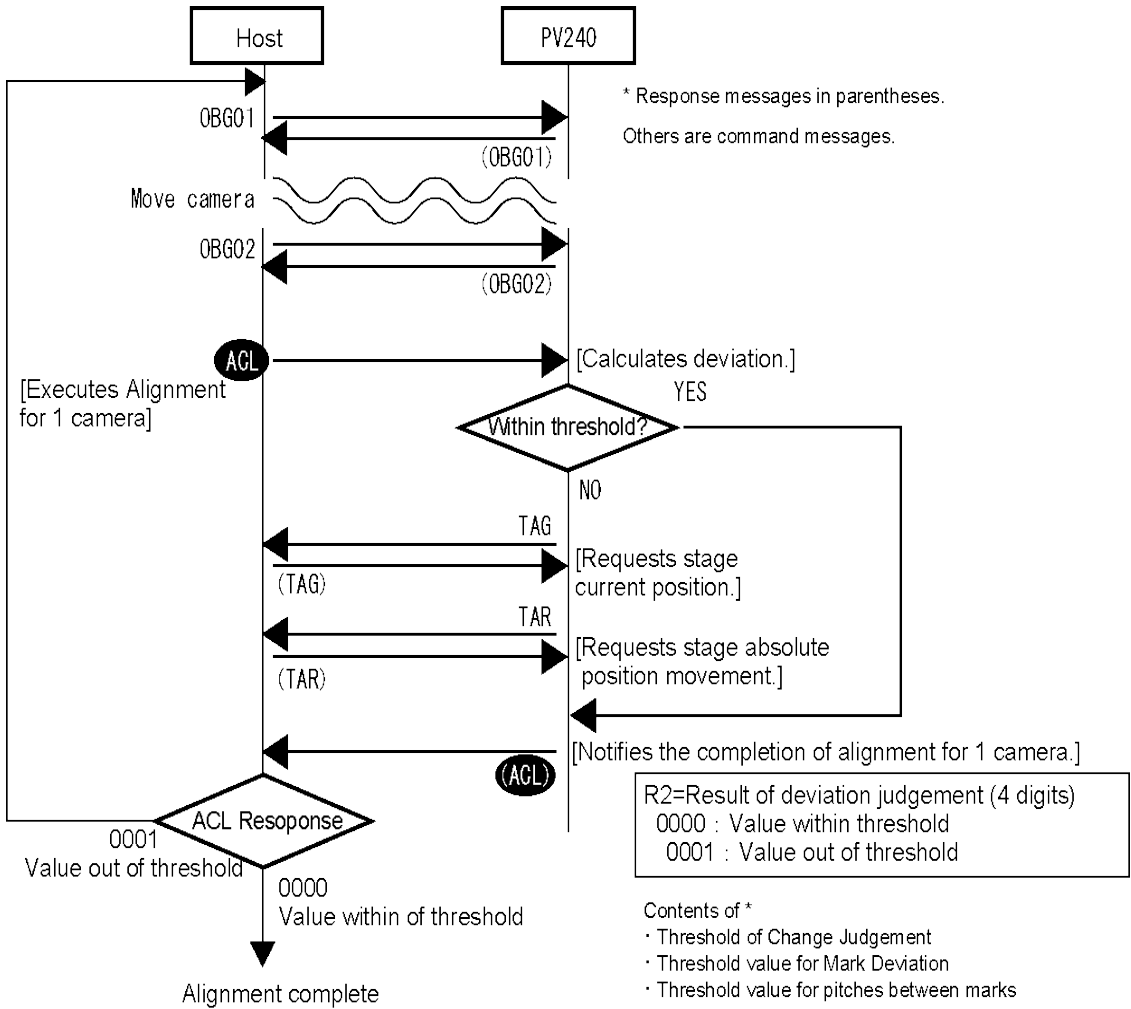 Host
PV240
* Response messages in parentheses.
Others are command messages.
OBG01
(OBG01)
Move camera
OBG02
(OBG02)
ACL
[Calculates deviation.]
[Executes Alignment
for 1 camera]
YES
Within threshold?
NO
TAG
(TAG)
[Requests stage
current position.]
TAR
(TAR)
[Requests stage absolute
position movement.]
(ACL)
[Notifies the completion of alignment for 1 camera.]
R2=Result of deviation judgement (4 digits)
0000 : Value within threshold
0001 : Value out of threshold
ACL Resoponse
0001
Value out of threshold
0000
Value within of threshold
Contents of *
・Threshold of Change Judgement
・Threshold value for Mark Deviation
・Threshold value for pitches between marks
Alignment complete